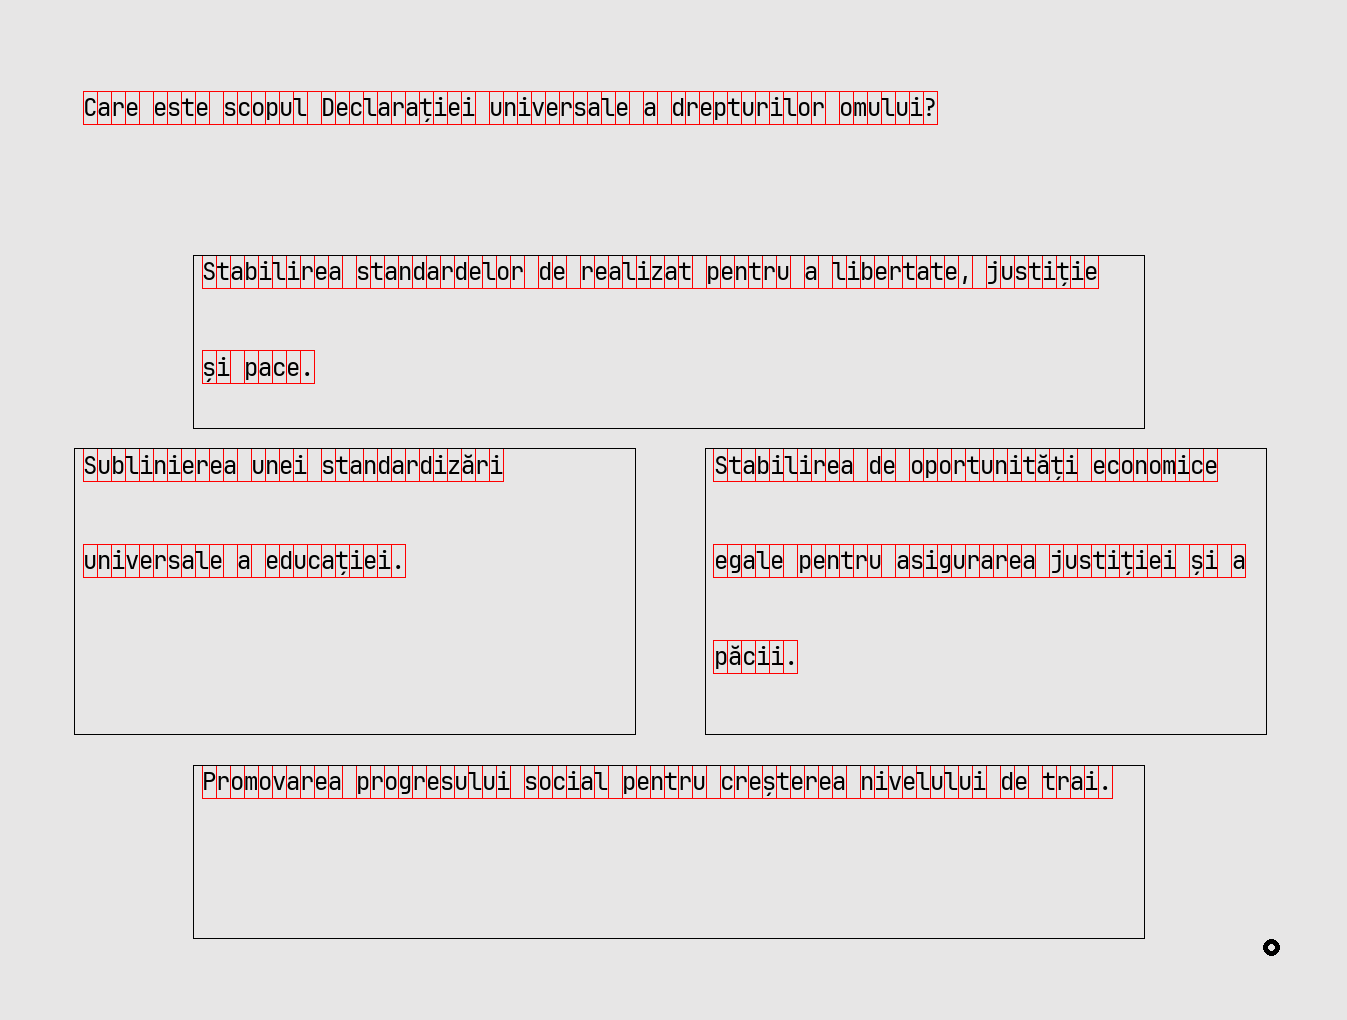 Care este scopul Declarației universale a drepturilor omului?
Stabilirea standardelor de realizat pentru a libertate, justiție
și pace.
Sublinierea unei standardizări
universale a educației.
Stabilirea de oportunități economice
egale pentru asigurarea justiției și a
păcii.
Promovarea progresului social pentru creșterea nivelului de trai.